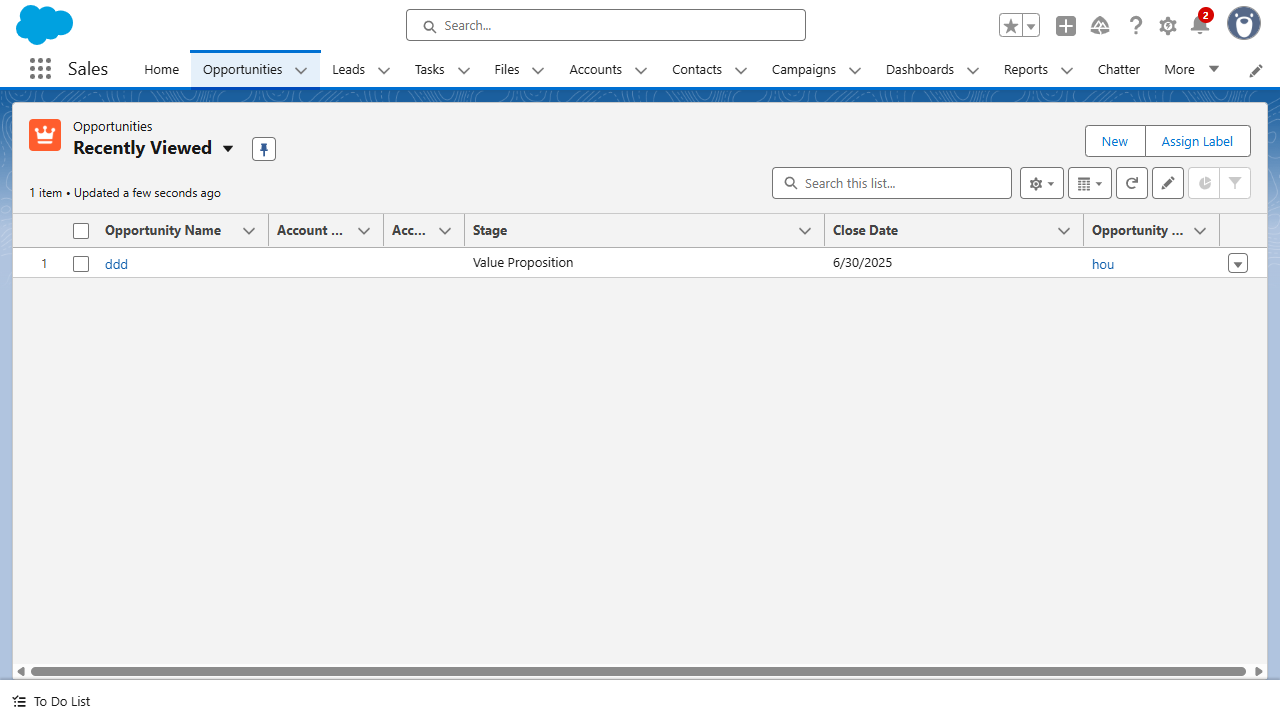 Search...
2
Sales
Home
Opportunities
Leads
Tasks
Files
Accounts
Contacts
Campaigns
Dashboards
Reports
Chatter
More
Opportunities
Recently Viewed
New
Assign Label
1 item • Updated a few seconds ago
Search this list...
Opportunity Name
Account ...
Acc...
Stage
Close Date
Opportunity ...
1
ddd
Value Proposition
6/30/2025
hou
To Do List